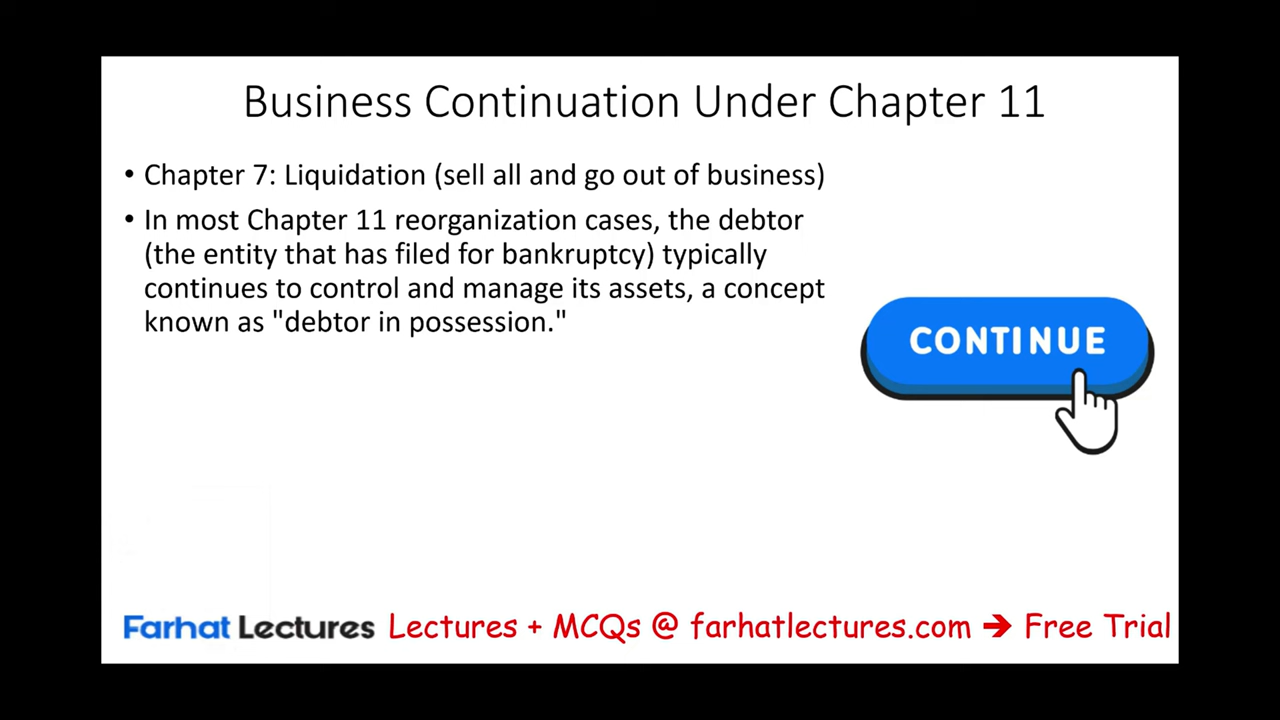 Business Continuation Under Chapter 11
• Chapter 7: Liquidation (sell all and go out of business)
• In most Chapter 11 reorganization cases, the debtor
(the entity that has filed for bankruptcy) typically
continues to control and manage its assets, a concept
known as "debtor in possession."
CONTINUE
Farhat Lectures Lectures + MCQs @ farhatlectures.com → Free Trial